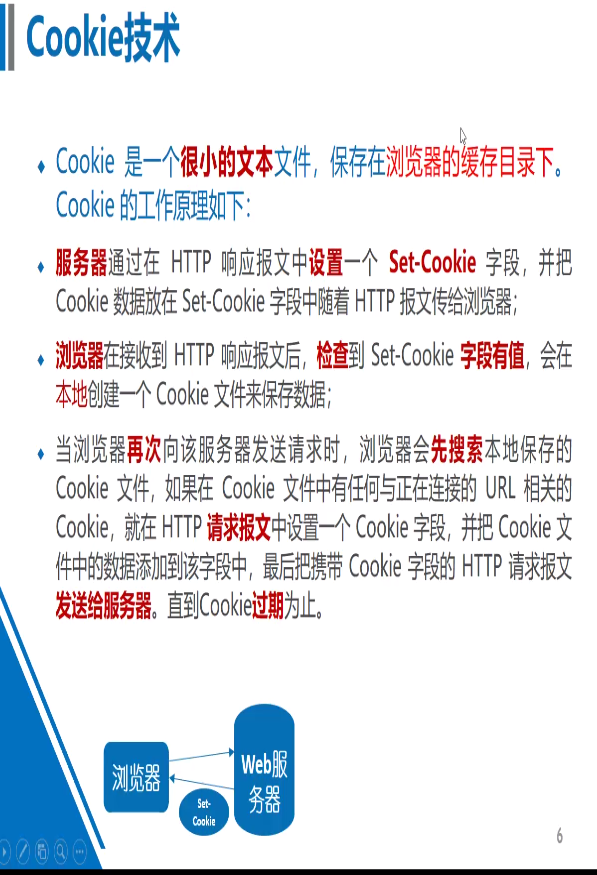 Cookie技术
Cookie 是一个很小的文本文件，保存在浏览器的缓存目录下。
Cookie 的工作原理如下：
服务器通过在 HTTP 响应报文中设置一个 Set-Cookie 字段，并把
Cookie 数据放在 Set-Cookie 字段中随着 HTTP 报文传给浏览器；
浏览器在接收到 HTTP 响应报文后，检查到 Set-Cookie 字段有值，会在
本地创建一个 Cookie 文件来保存数据；
当浏览器再次向该服务器发送请求时，浏览器会先搜索本地保存的
Cookie 文件，如果在 Cookie 文件中有任何与正在连接的 URL 相关的
Cookie，就在 HTTP 请求报文中设置一个 Cookie 字段，并把 Cookie 文
件中的数据添加到该字段中，最后把携带 Cookie 字段的 HTTP 请求报文
发送给服务器。直到Cookie过期为止。
浏览器
Web服
务器
Set-
Cookie
6